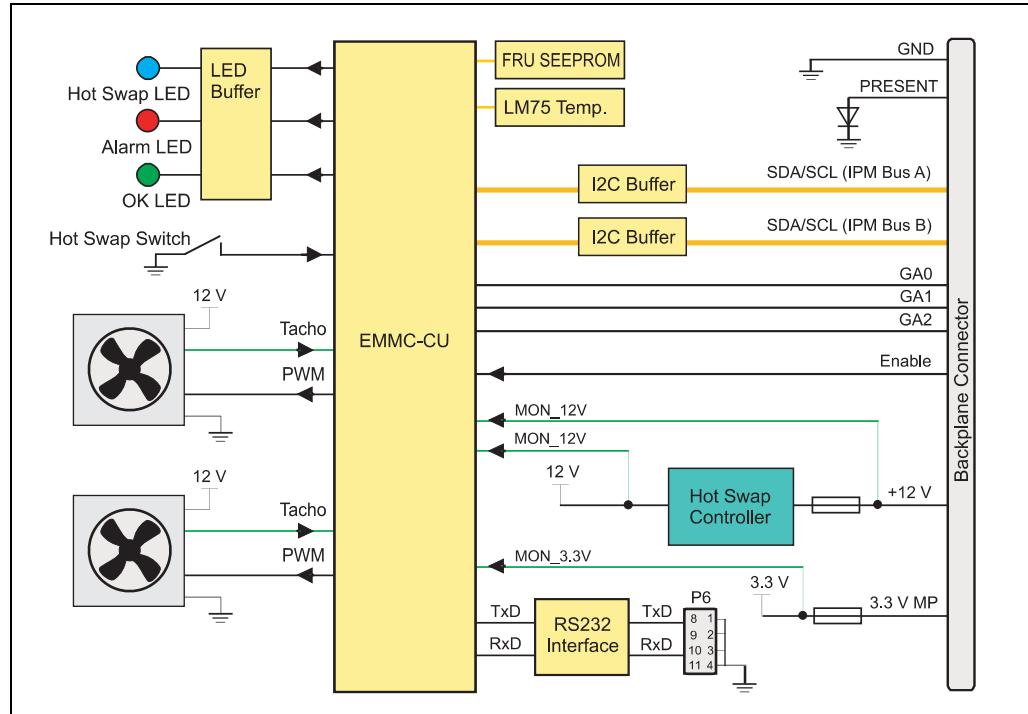 LED
Buffer
Hot Swap LED
Alarm LED
OK LED
Hot Swap Switch
12 V
Tacho
PWM
12 V
Tacho
PWM
EMMC-CU
FRU SEEPROM
LM75 Temp.
GND
PRESENT
I2C Buffer
SDA/SCL (IPM Bus A)
I2C Buffer
SDA/SCL (IPM Bus B)
GA0
GA1
GA2
Enable
MON_12V
MON_12V
12 V
Hot Swap
Controller
+12 V
MON_3.3V
3.3 V
3.3 V MP
TxD
RxD
RS232
Interface
TxD
RxD
P6
8 1
9 2
10 3
11 4
Backplane Connector